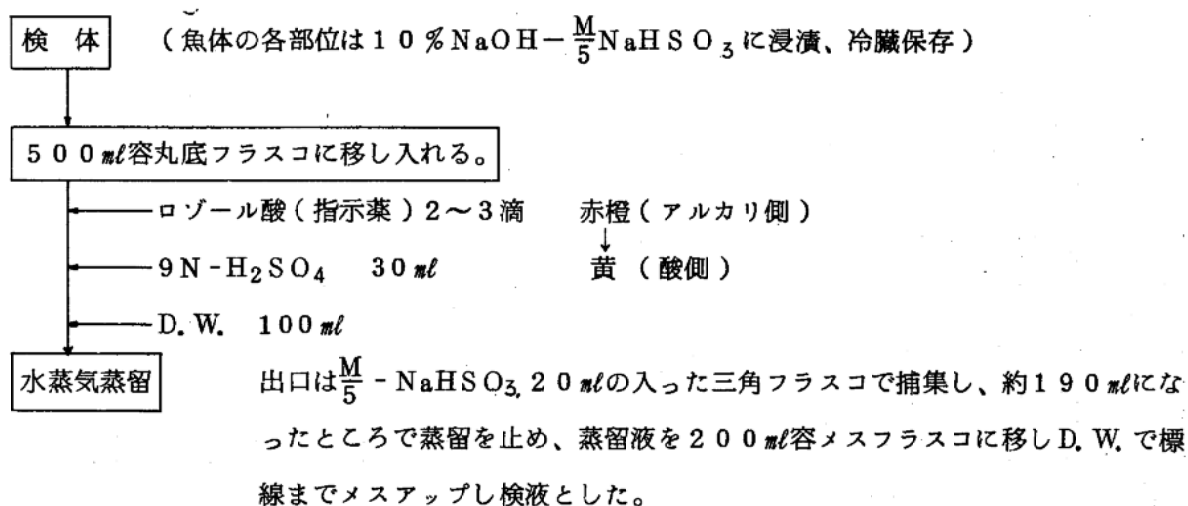 検 体 (魚体の各部位は10%NaOH－M/5NaHSO3に浸漬、冷臓保存)
500㎖容丸底フラスコに移し入れる。
ロゾール酸(指示薬)2～3滴 赤橙(アルカリ側)
↓
9N-H2SO4 30㎖ 黄 (酸側)
D.W. 100㎖
水蒸気蒸留 出口はM/5-NaHSO3, 20㎖の入った三角フラスコで捕集し、約190㎖にな
ったところで蒸留を止め、蒸留液を200㎖容メスフラスコに移しD.W.で標
線までメスアップし検液とした。